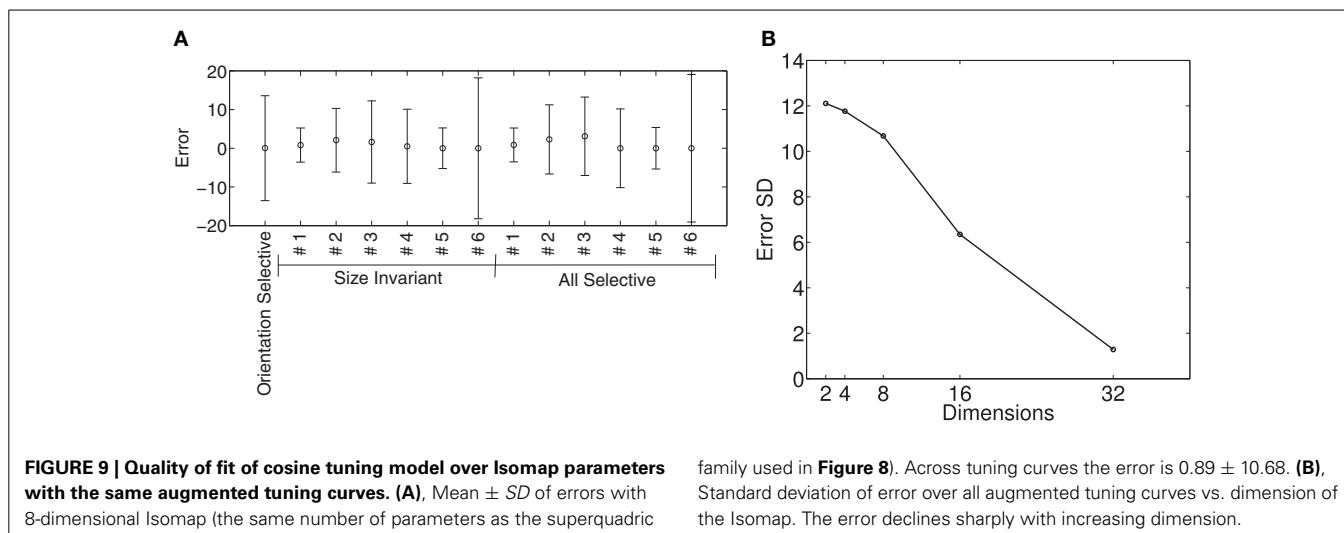 A
20
10
0
−10
−20
Error
Orientation Selective
# 1
# 2
# 3
# 4
# 5
# 6
# 1
# 2
# 3
# 4
# 5
# 6
Size Invariant
All Selective
B
14
12
10
8
6
4
2
0
Error SD
2 4 8 16 32
Dimensions
FIGURE 9 | Quality of fit of cosine tuning model over Isomap parameters
with the same augmented tuning curves. (A), Mean ± SD of errors with
8-dimensional Isomap (the same number of parameters as the superquadric
family used in Figure 8). Across tuning curves the error is 0.89 ± 10.68. (B),
Standard deviation of error over all augmented tuning curves vs. dimension of
the Isomap. The error declines sharply with increasing dimension.